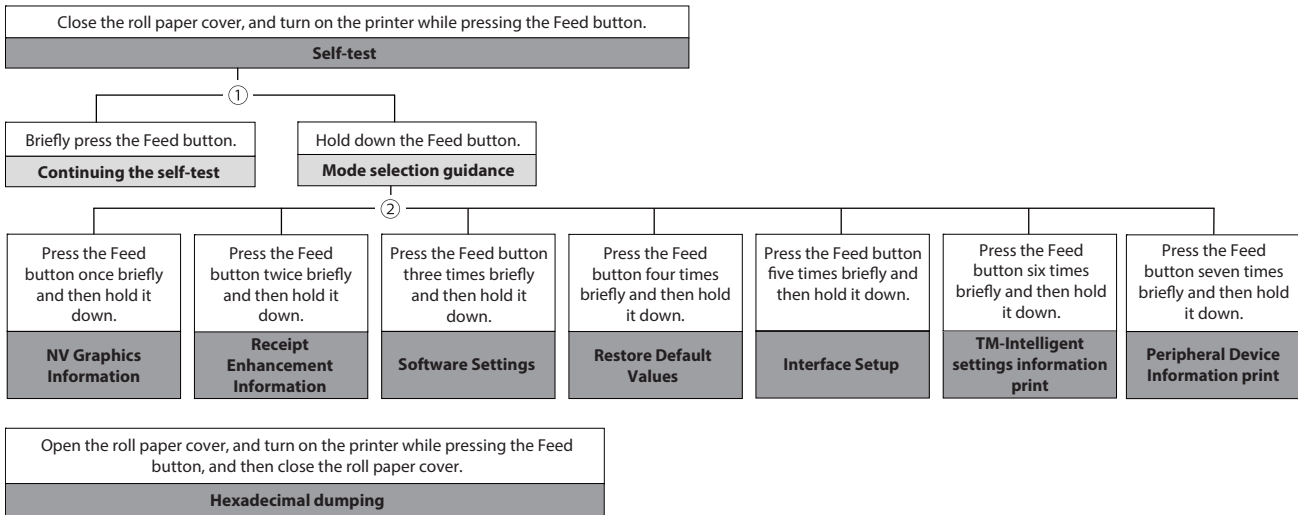 Close the roll paper cover, and turn on the printer while pressing the Feed button.
Self-test
①
Briefly press the Feed button.
Continuing the self-test
Hold down the Feed button.
Mode selection guidance
②
Press the Feed
button once briefly
and then hold it
down.
NV Graphics
Information
Press the Feed
button twice briefly
and then hold it
down.
Receipt
Enhancement
Information
Press the Feed button
three times briefly
and then hold it
down.
Software Settings
Press the Feed
button four times
briefly and then hold
it down.
Restore Default
Values
Press the Feed button
five times briefly and
then hold it down.
Interface Setup
Press the Feed
button six times
briefly and then hold
it down.
TM-Intelligent
settings information
print
Press the Feed
button seven times
briefly and then hold
it down.
Peripheral Device
Information print
Open the roll paper cover, and turn on the printer while pressing the Feed
button, and then close the roll paper cover.
Hexadecimal dumping